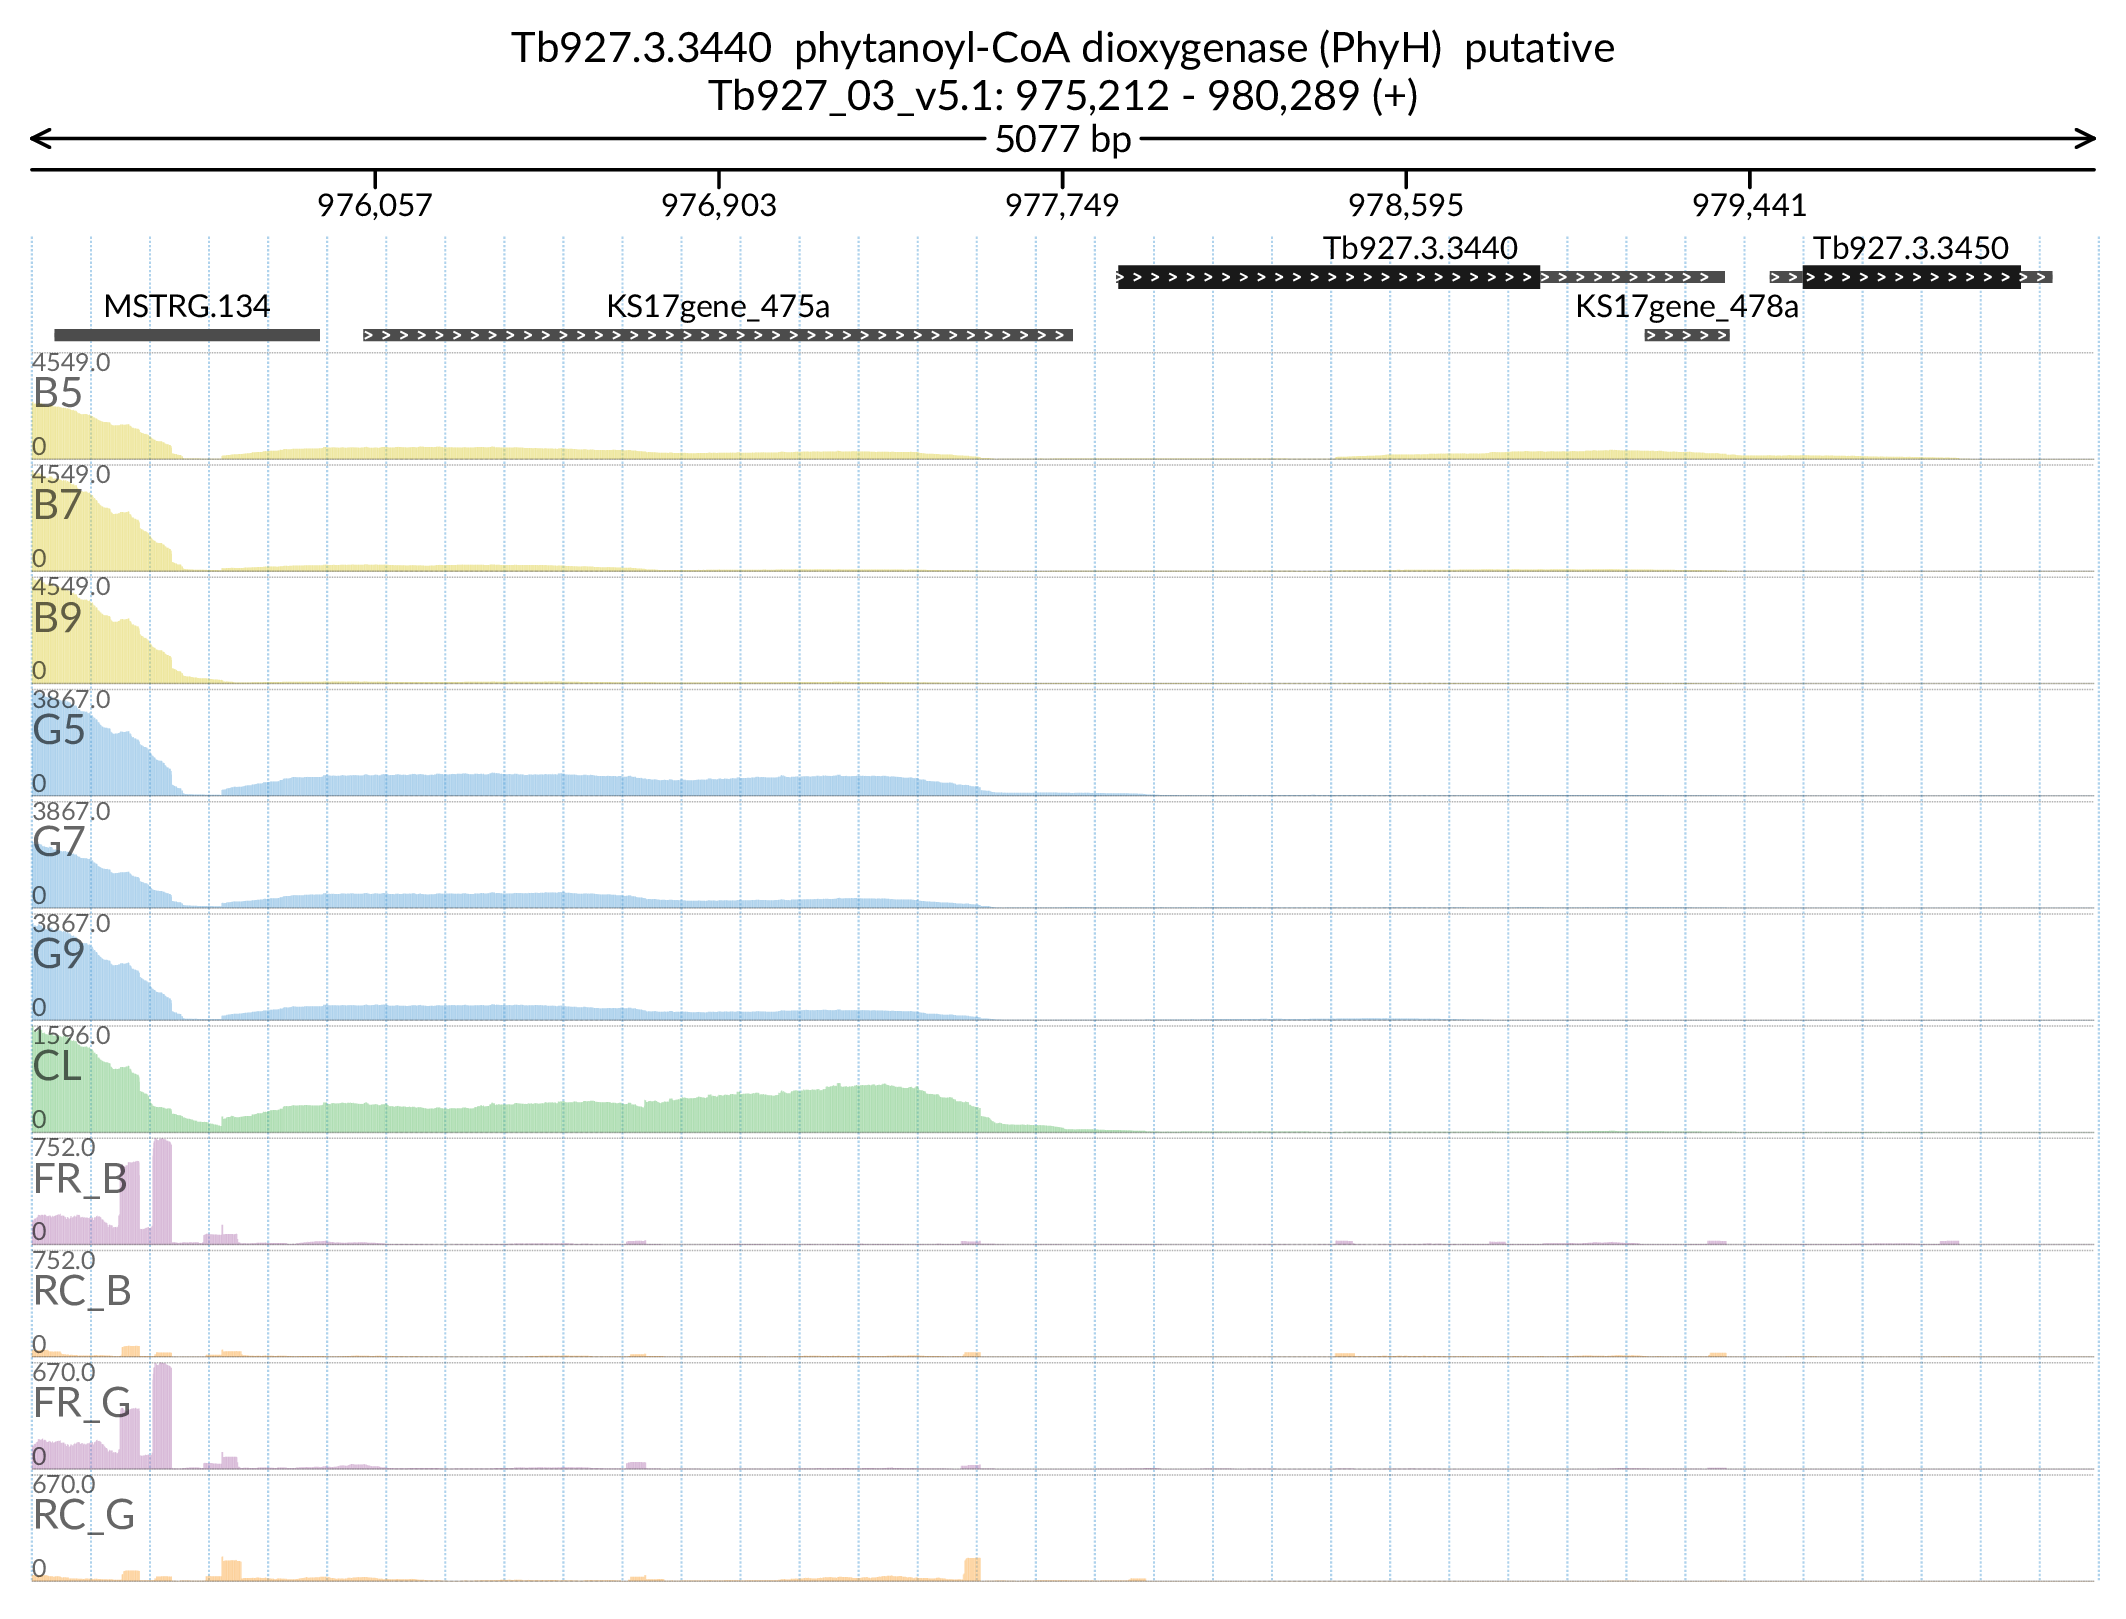 Tb927.3.3440 phytanoyl-CoA dioxygenase (PhyH) putative
Tb927_03_v5.1: 975,212 - 980,289 (+)
5077 bp
976,057 976,903 977,749 978,595 979,441
Tb927.3.3440 Tb927.3.3450
MSTRG.134 KS17gene_475a KS17gene_478a
4549.0
B5
0
4549.0
B7
0
4549.0
B9
0
3867.0
G5
0
3867.0
G7
0
3867.0
G9
0
1596.0
CL
0
752.0
FR_B
0
752.0
RC_B
0
670.0
FR_G
0
670.0
RC_G
0